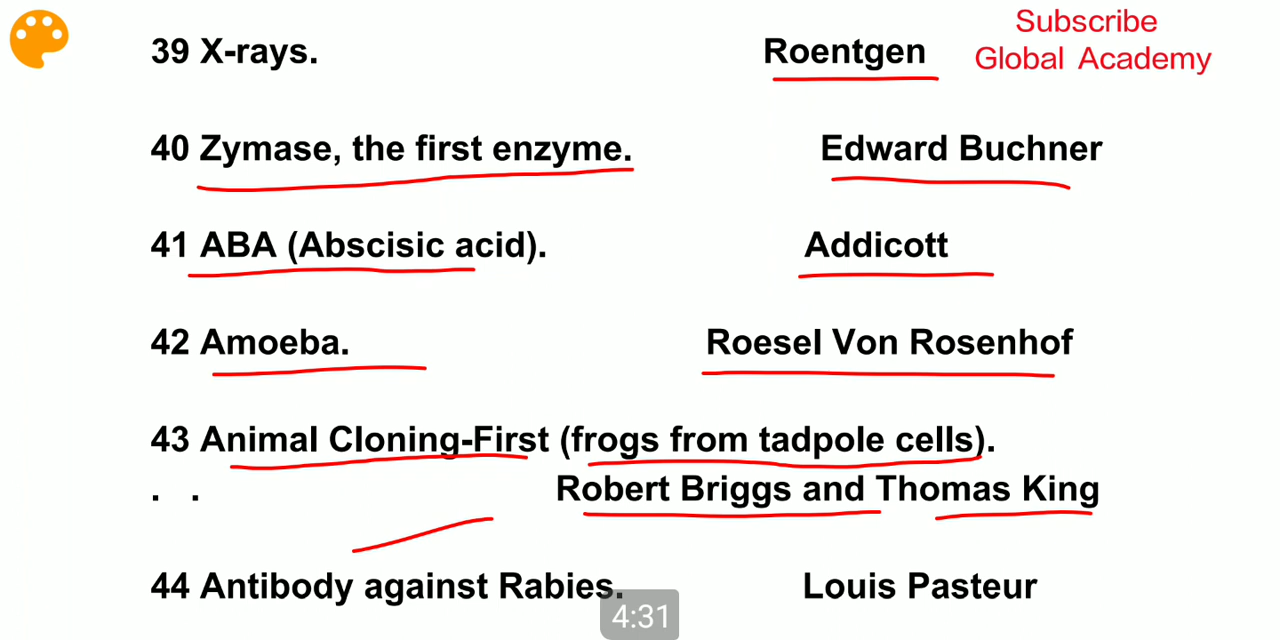 Subscribe
Global Academy
39 X-rays. Roentgen
40 Zymase, the first enzyme. Edward Buchner
41 ABA (Abscisic acid). Addicott
42 Amoeba. Roesel Von Rosenhof
43 Animal Cloning-First (frogs from tadpole cells).
. . Robert Briggs and Thomas King
44 Antibody against Rabies. Louis Pasteur
4:31